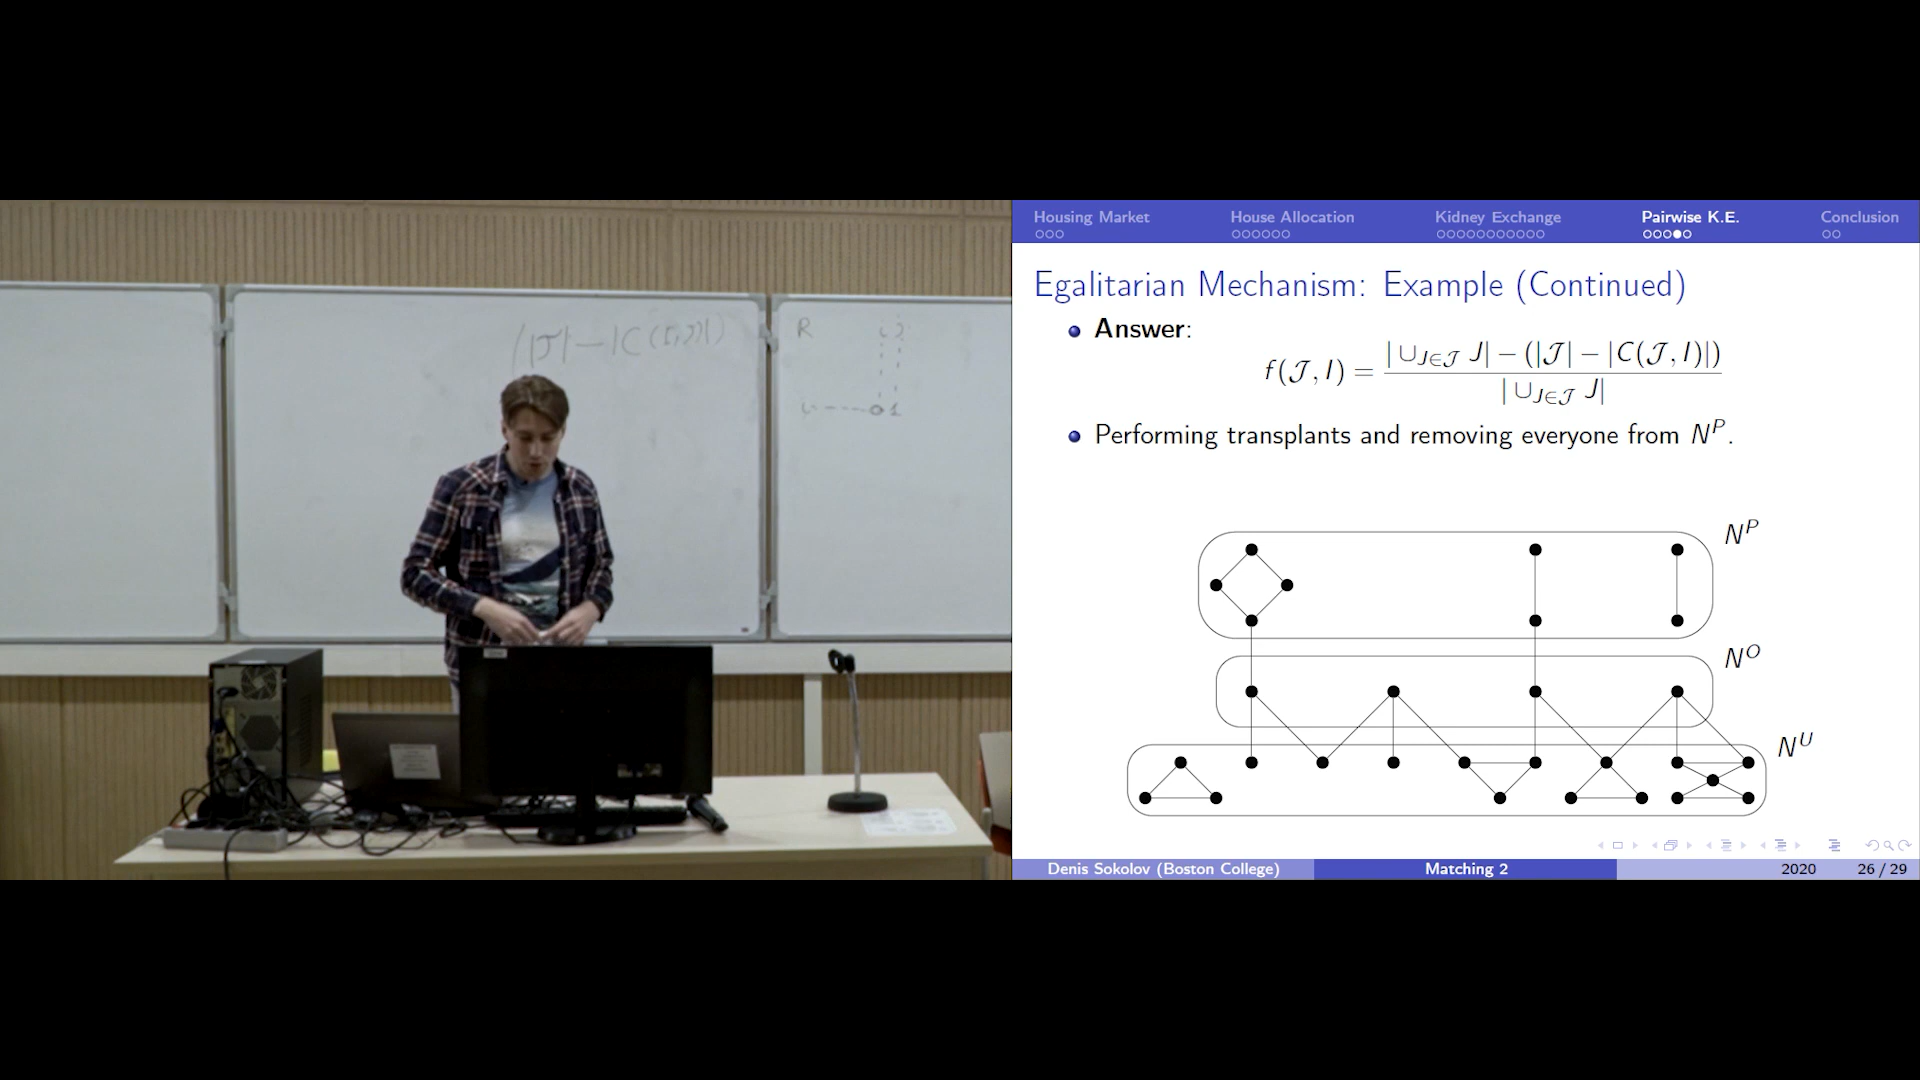 (|J| - |C(I,J)|)
R
Housing Market House Allocation Kidney Exchange Pairwise K.E. Conclusion
Egalitarian Mechanism: Example (Continued)
Answer:
f(𝒥, I) = (| ∪_{J∈𝒥} J| − (|𝒥| − |C(𝒥, I)|)) / | ∪_{J∈𝒥} J|
Performing transplants and removing everyone from N^P.
N^P
N^O
N^U
Denis Sokolov (Boston College) Matching 2 2020 26 / 29